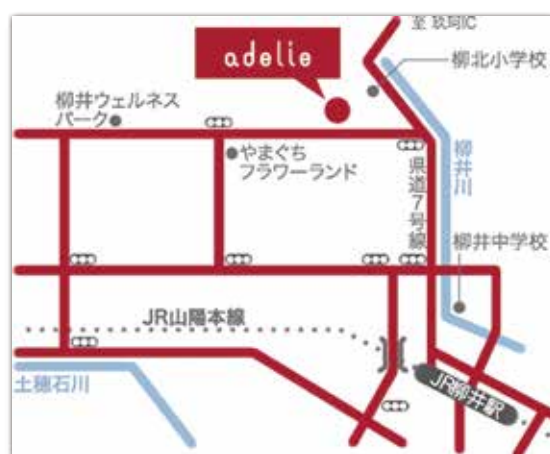 至 玖珂IC
adelie
柳北小学校
柳井ウェルネス
パーク
やまぐち
フラワーランド
県道7号線
柳井川
柳井中学校
JR山陽本線
土穂石川
JR柳井駅